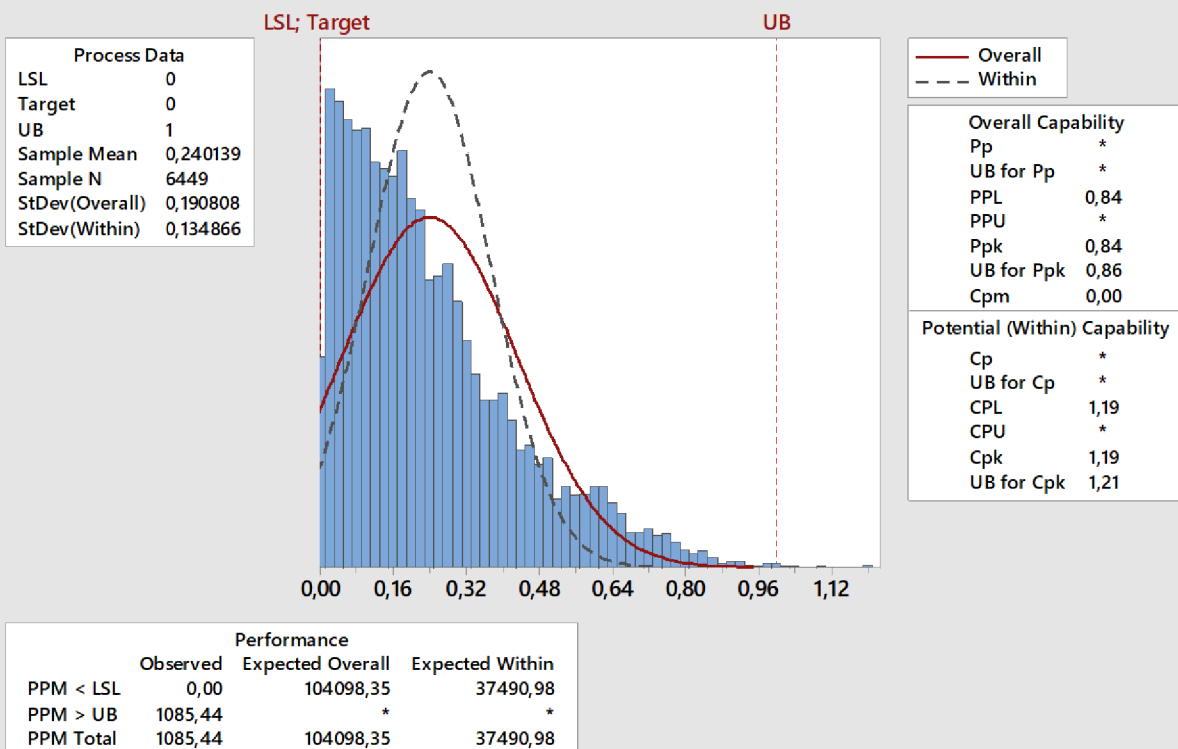 LSL; Target UB
Process Data
LSL 0
Target 0
UB 1
Sample Mean 0,240139
Sample N 6449
StDev(Overall) 0,190808
StDev(Within) 0,134866
Overall
Within
Overall Capability
Pp *
UB for Pp *
PPL 0,84
PPU *
Ppk 0,84
UB for Ppk 0,86
Cpm 0,00
Potential (Within) Capability
Cp *
UB for Cp *
CPL 1,19
CPU *
Cpk 1,19
UB for Cpk 1,21
0,00 0,16 0,32 0,48 0,64 0,80 0,96 1,12
Performance
Observed Expected Overall Expected Within
PPM < LSL 0,00 104098,35 37490,98
PPM > UB 1085,44 * *
PPM Total 1085,44 104098,35 37490,98